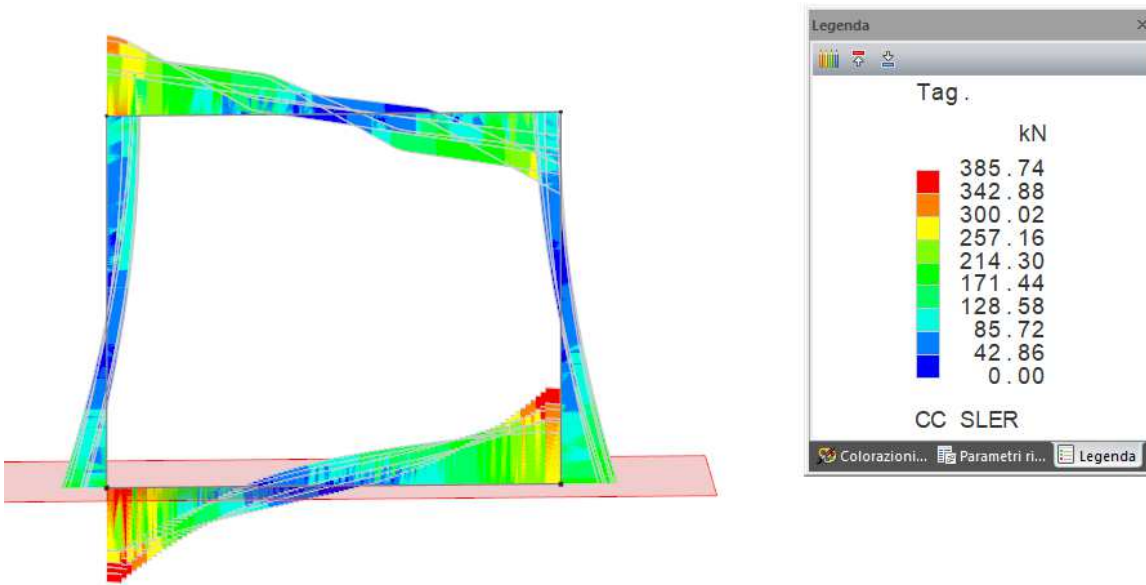 Legenda
Tag.
kN
385.74
342.88
300.02
257.16
214.30
171.44
128.58
85.72
42.86
0.00
CC SLER
Colorazioni... Parametri ri... Legenda